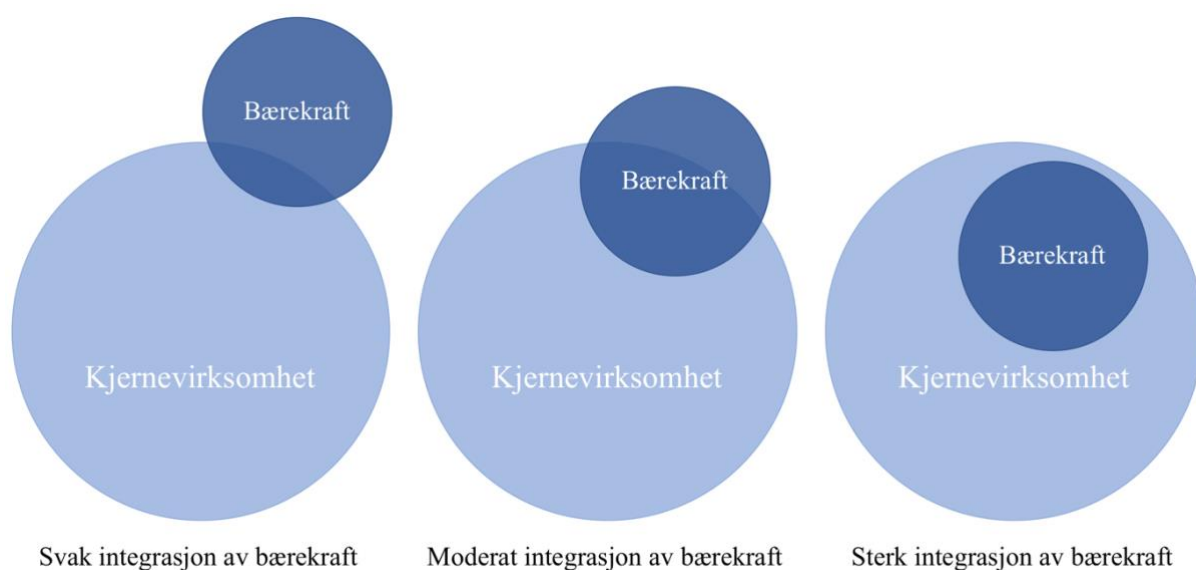 Bærekraft
Bærekraft
Bærekraft
Kjernevirksomhet
Kjernevirksomhet
Kjernevirksomhet
Svak integrasjon av bærekraft
Moderat integrasjon av bærekraft
Sterk integrasjon av bærekraft